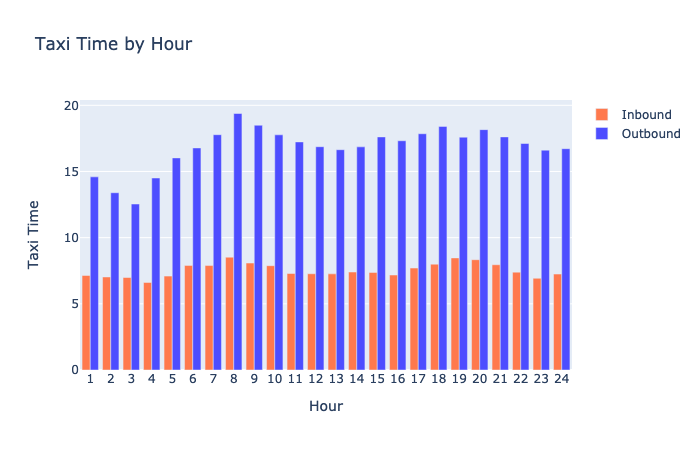 Taxi Time by Hour
Inbound
Outbound
20
15
10
5
0
Taxi Time
1 2 3 4 5 6 7 8 9 10 11 12 13 14 15 16 17 18 19 20 21 22 23 24
Hour